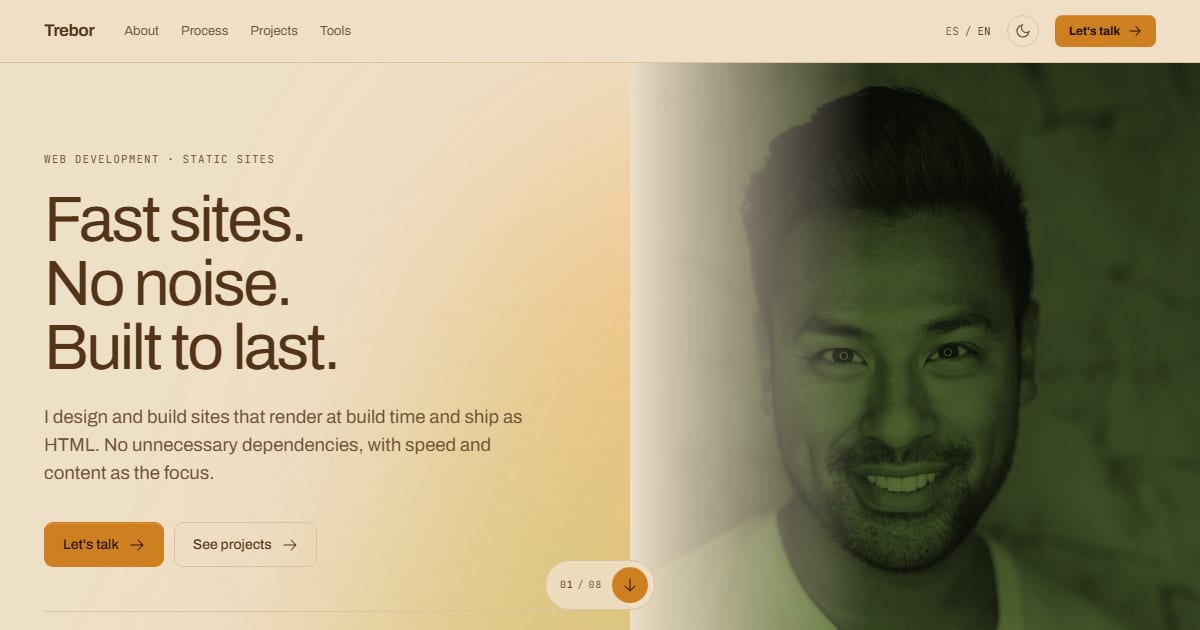 Trebor
About
Process
Projects
Tools
ES / EN
Let's talk
WEB DEVELOPMENT · STATIC SITES
Fast sites.
No noise.
Built to last.
I design and build sites that render at build time and ship as
HTML. No unnecessary dependencies, with speed and
content as the focus.
Let's talk
See projects
01 / 08